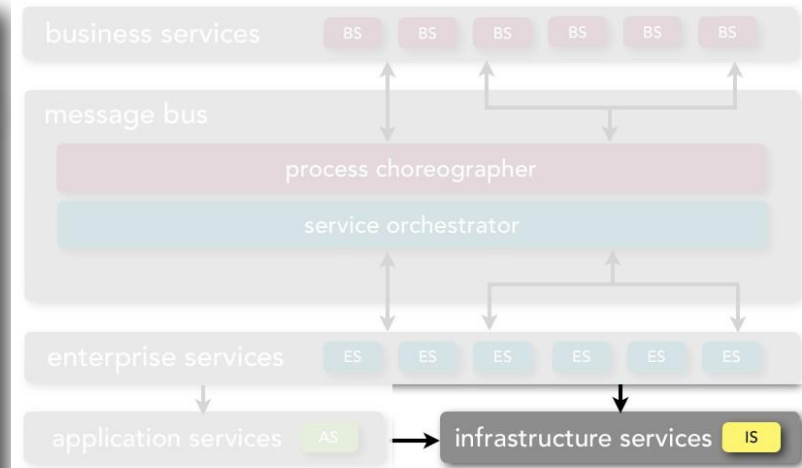 business services BS BS BS BS BS BS
message bus
process choreographer
service orchestrator
enterprise services ES ES ES ES ES ES
application services AS infrastructure services IS